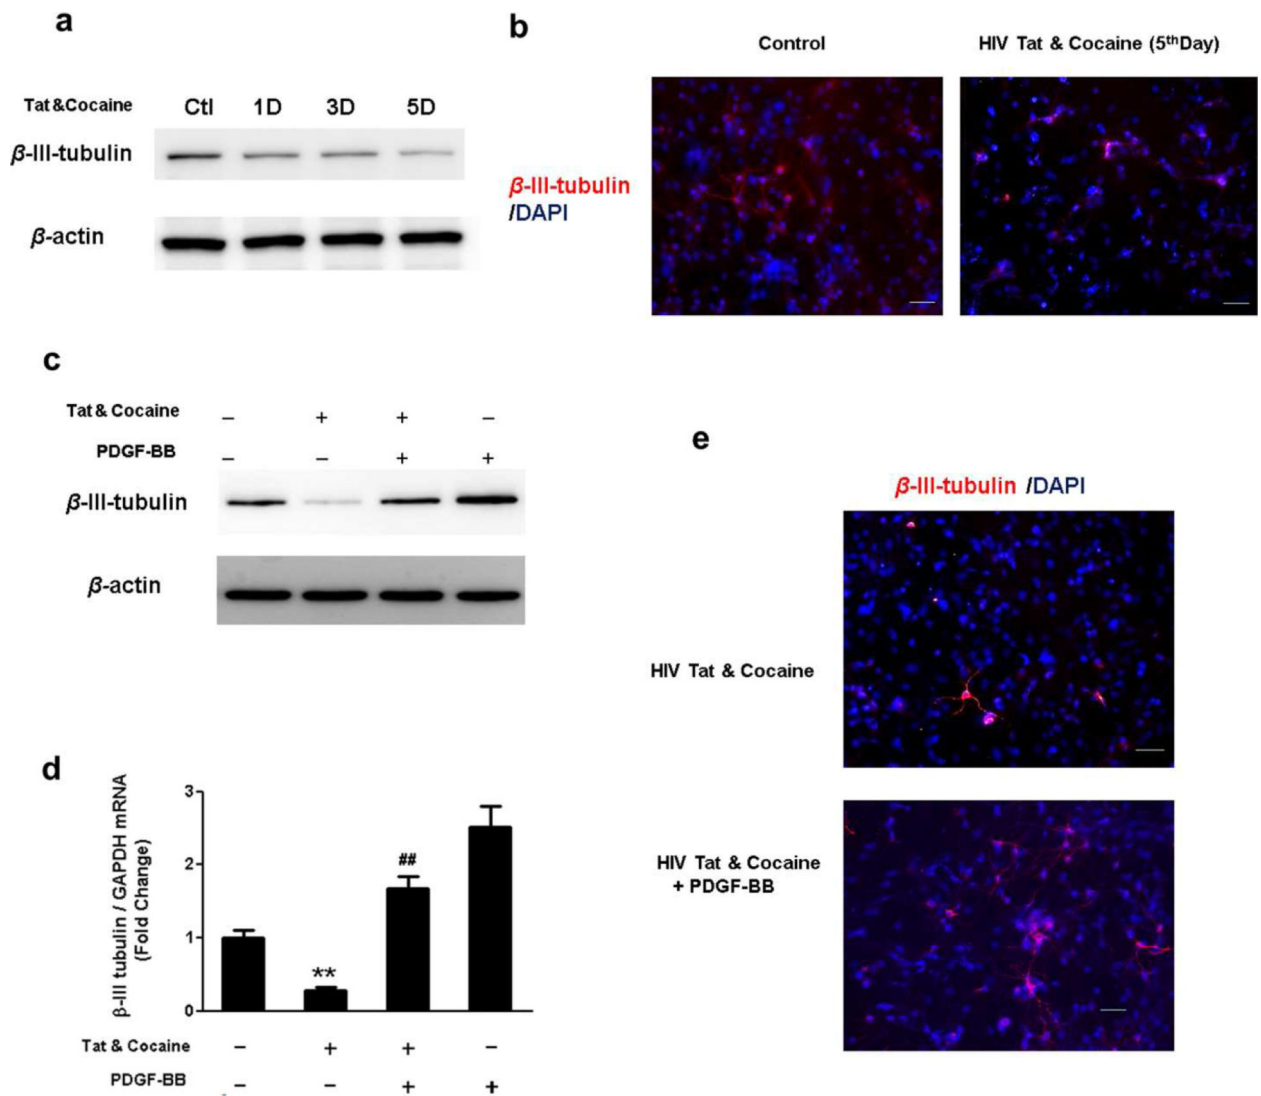 a
Tat&Cocaine Ctl 1D 3D 5D
β-III-tubulin
β-actin
b
Control HIV Tat & Cocaine (5thDay)
β-III-tubulin
/DAPI
c
Tat & Cocaine – + + –
PDGF-BB – – + +
β-III-tubulin
β-actin
d
β-III tubulin / GAPDH mRNA
(Fold Change)
3
2
1
0
**
##
Tat & Cocaine – + + –
PDGF-BB – – + +
e
β-III-tubulin /DAPI
HIV Tat & Cocaine
HIV Tat & Cocaine
+ PDGF-BB